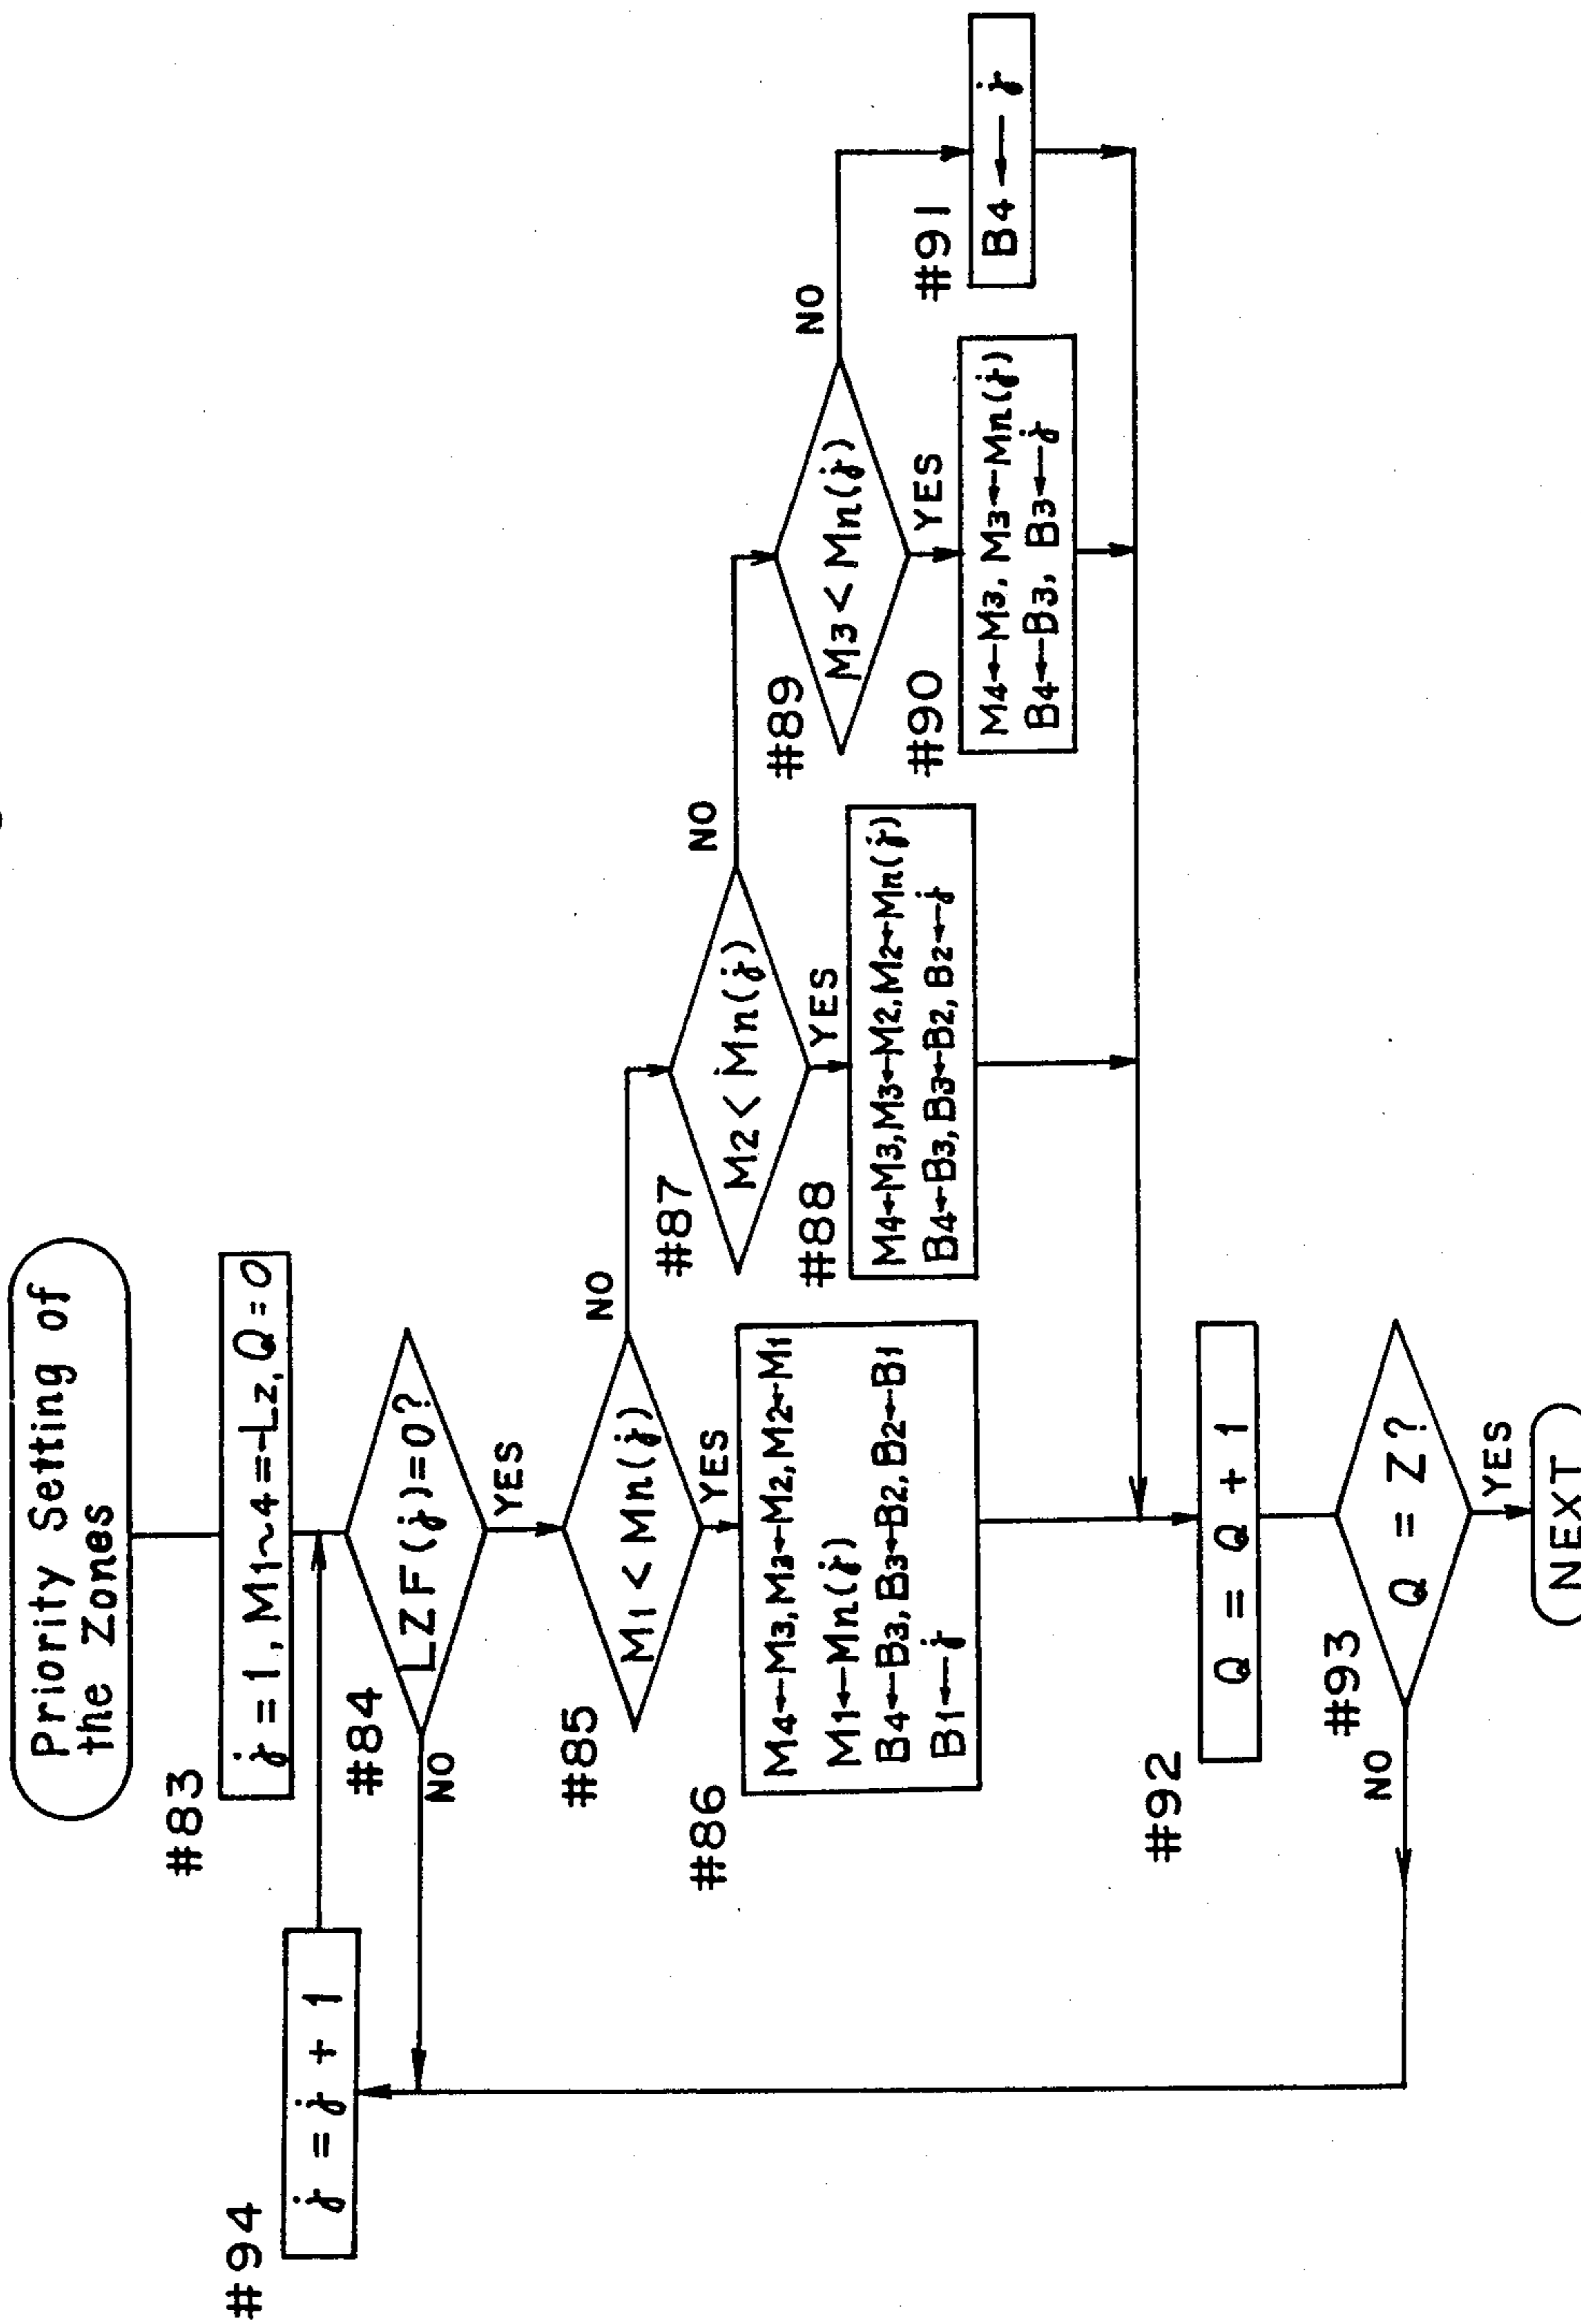 Priority Setting of
the Zones
#83
j = 1, M1~4 = -Lz, Q = 0
#94
j = j + 1
#84
LZF(j)=0?
NO
YES
#85
M1 < Mn(j)
NO
YES
#86
M4←M3, M3←M2, M2←M1
M1←Mn(j)
B4←B3, B3←B2, B2←B1
B1←j
#87
M2 < Mn(j)
NO
YES
#88
M4←M3, M3←M2, M2←Mn(j)
B4←B3, B3←B2, B2←j
#89
M3 < Mn(j)
NO
YES
#90
M4←M3, M3←Mn(j)
B4←B3, B3←j
#91
B4 ← j
#92
Q = Q + 1
#93
Q = Z?
NO
YES
NEXT